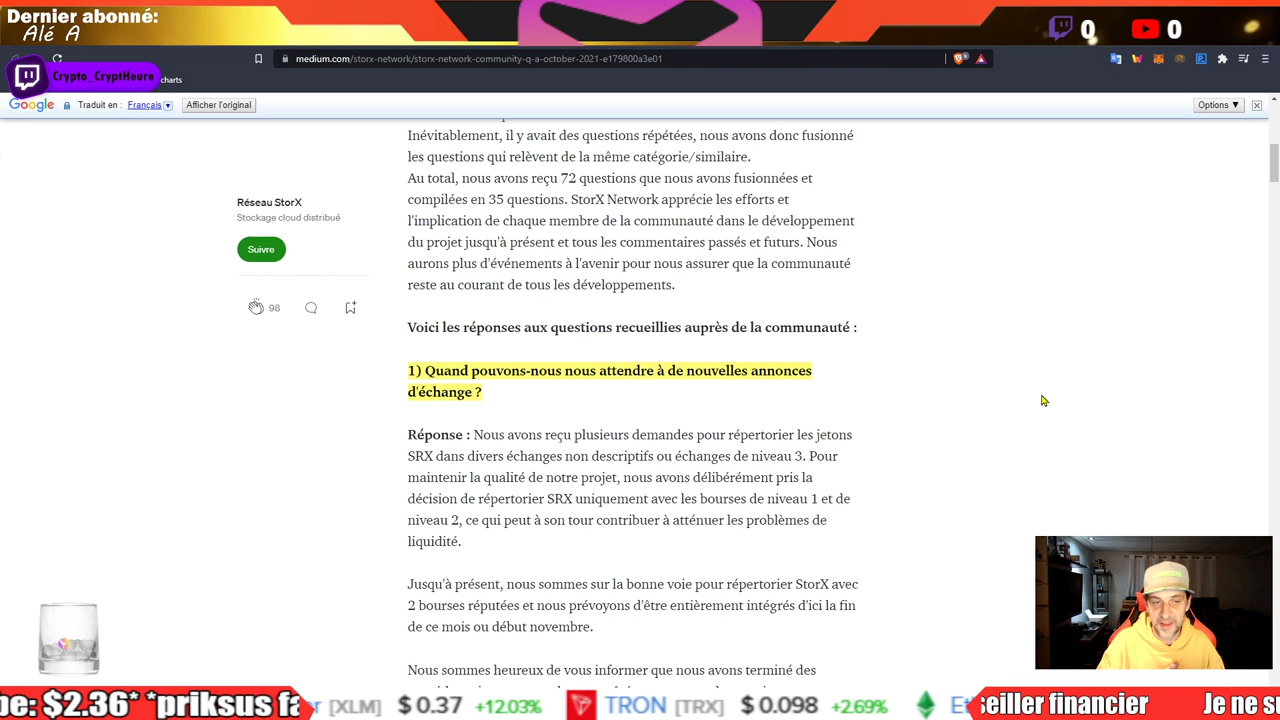 Dernier abonné:
Alé A
0
0
medium.com/storx-network/storx-network-community-q-a-october-2021-e179800a3e01
Crypto_CryptHeure
charts
Google
Traduit en :
Français
Afficher l'original
Options ▼
Inévitablement, il y avait des questions répétées, nous avons donc fusionné
les questions qui relèvent de la même catégorie/similaire.
Au total, nous avons reçu 72 questions que nous avons fusionnées et
compilées en 35 questions. StorX Network apprécie les efforts et
l'implication de chaque membre de la communauté dans le développement
du projet jusqu'à présent et tous les commentaires passés et futurs. Nous
aurons plus d'événements à l'avenir pour nous assurer que la communauté
reste au courant de tous les développements.
Réseau StorX
Stockage cloud distribué
Suivre
98
Voici les réponses aux questions recueillies auprès de la communauté :
1) Quand pouvons-nous nous attendre à de nouvelles annonces
d'échange ?
Réponse : Nous avons reçu plusieurs demandes pour répertorier les jetons
SRX dans divers échanges non descriptifs ou échanges de niveau 3. Pour
maintenir la qualité de notre projet, nous avons délibérément pris la
décision de répertorier SRX uniquement avec les bourses de niveau 1 et de
niveau 2, ce qui peut à son tour contribuer à atténuer les problèmes de
liquidité.
Jusqu'à présent, nous sommes sur la bonne voie pour répertorier StorX avec
2 bourses réputées et nous prévoyons d'être entièrement intégrés d'ici la fin
de ce mois ou début novembre.
Nous sommes heureux de vous informer que nous avons terminé des
be: $2.36* *priksus fa
[XLM] $ 0.37 +12.03%
TRON [TRX] $ 0.098 +2.69%
seiller financier
Je ne su